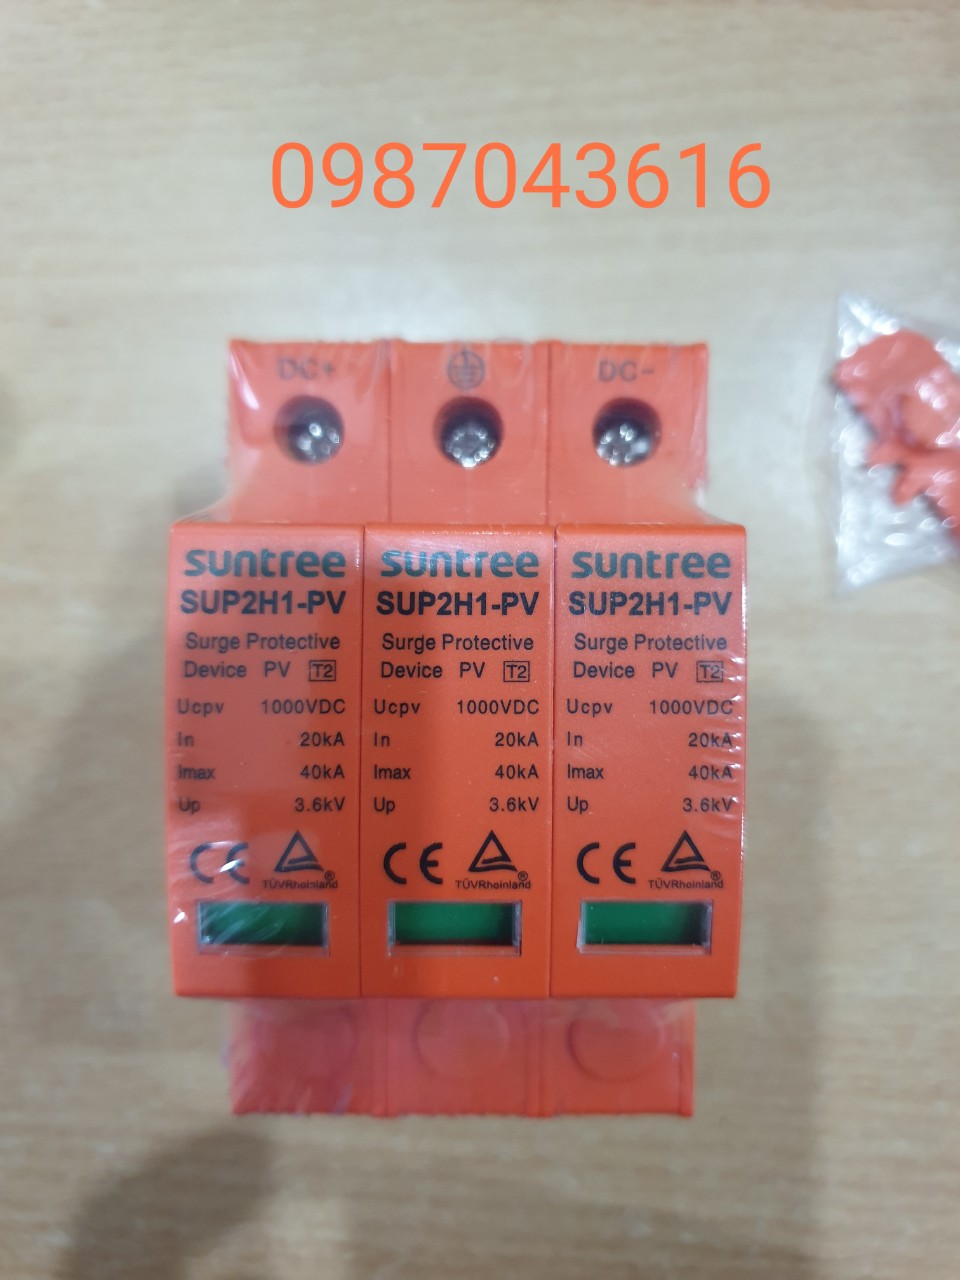 0987043616
DC+ DC-
suntree suntree suntree
SUP2H1-PV SUP2H1-PV SUP2H1-PV
Surge Protective Surge Protective Surge Protective
Device PV T2 Device PV T2 Device PV T2
Ucpv 1000VDC Ucpv 1000VDC Ucpv 1000VDC
In 20kA In 20kA In 20kA
Imax 40kA Imax 40kA Imax 40kA
Up 3.6kV Up 3.6kV Up 3.6kV
CE CE CE
TÜVRheinland® TÜVRheinland® TÜVRheinland®